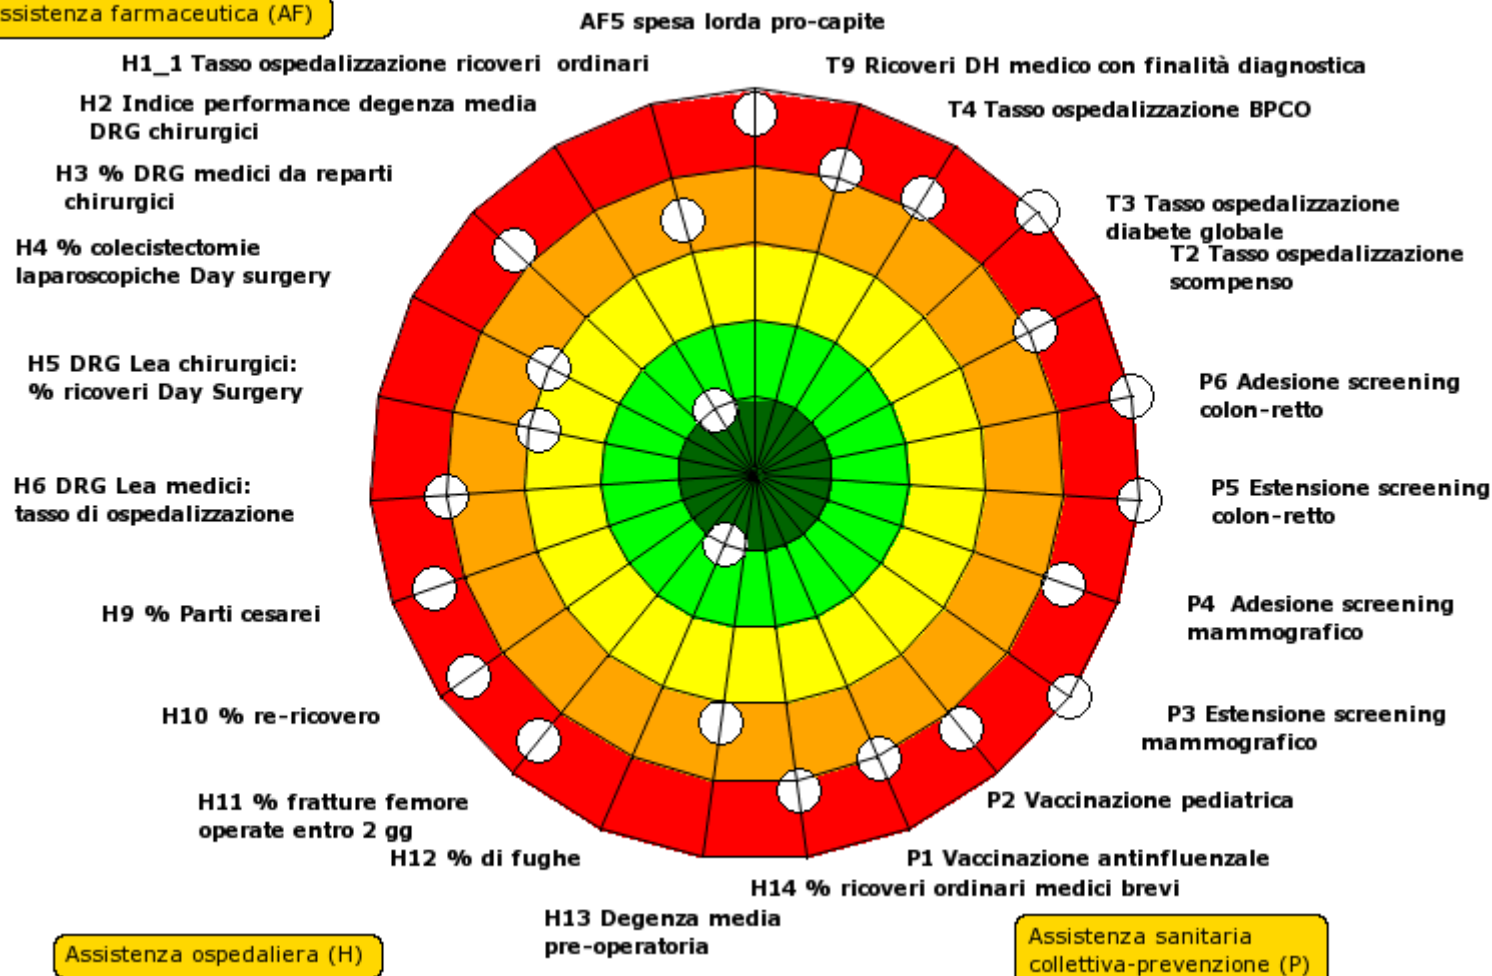 ssistenza farmaceutica (AF)
AF5 spesa lorda pro-capite
H1_1 Tasso ospedalizzazione ricoveri ordinari
T9 Ricoveri DH medico con finalità diagnostica
H2 Indice performance degenza media
DRG chirurgici
T4 Tasso ospedalizzazione BPCO
H3 % DRG medici da reparti
chirurgici
T3 Tasso ospedalizzazione
diabete globale
H4 % colecistectomie
laparoscopiche Day surgery
T2 Tasso ospedalizzazione
scompenso
H5 DRG Lea chirurgici:
% ricoveri Day Surgery
P6 Adesione screening
colon-retto
H6 DRG Lea medici:
tasso di ospedalizzazione
P5 Estensione screening
colon-retto
H9 % Parti cesarei
P4 Adesione screening
mammografico
H10 % re-ricovero
P3 Estensione screening
mammografico
H11 % fratture femore
operate entro 2 gg
P2 Vaccinazione pediatrica
H12 % di fughe
P1 Vaccinazione antinfluenzale
H14 % ricoveri ordinari medici brevi
H13 Degenza media
pre-operatoria
Assistenza ospedaliera (H)
Assistenza sanitaria
collettiva-prevenzione (P)